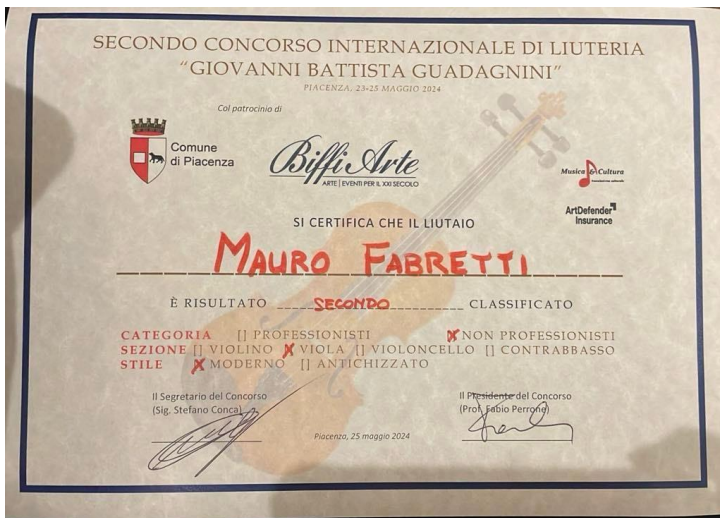 SECONDO CONCORSO INTERNAZIONALE DI LIUTERIA
“GIOVANNI BATTISTA GUADAGNINI”
PIACENZA, 23-25 MAGGIO 2024
Col patrocinio di
Comune
di Piacenza
Biffi Arte
ARTE | EVENTI PER IL XXI SECOLO
Musica & Cultura
ArtDefender
Insurance
SI CERTIFICA CHE IL LIUTAIO
MAURO FABRETTI
È RISULTATO SECONDO CLASSIFICATO
CATEGORIA [] PROFESSIONISTI [X] NON PROFESSIONISTI
SEZIONE [] VIOLINO [X] VIOLA [] VIOLONCELLO [] CONTRABBASSO
STILE [X] MODERNO [] ANTICHIZZATO
Il Segretario del Concorso
(Sig. Stefano Conca)
Il Presidente del Concorso
(Prof. Fabio Perrone)
Piacenza, 25 maggio 2024